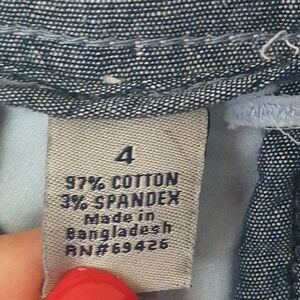 4
97% COTTON
3% SPANDEX
Made in
Bangladesh
RN#69426